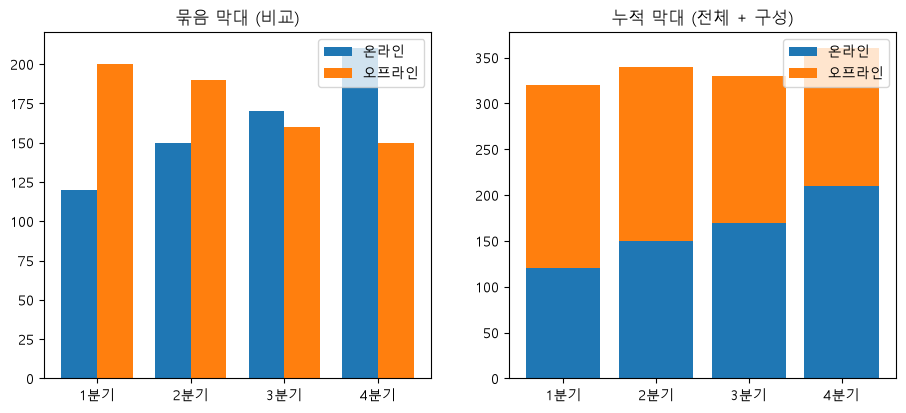 묶음 막대 (비교)
온라인
오프라인
200
175
150
125
100
75
50
25
0
1분기 2분기 3분기 4분기
누적 막대 (전체 + 구성)
온라인
오프라인
350
300
250
200
150
100
50
0
1분기 2분기 3분기 4분기